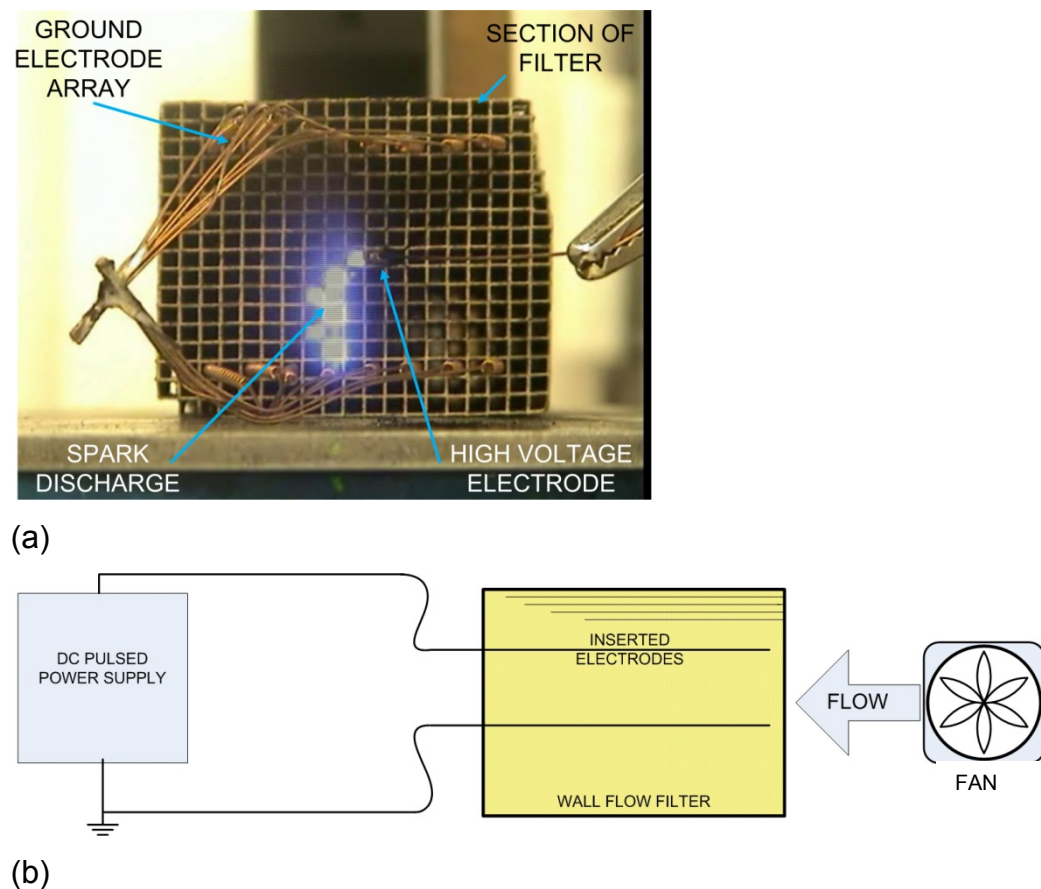 GROUND
ELECTRODE
ARRAY
SECTION OF
FILTER
SPARK
DISCHARGE
HIGH VOLTAGE
ELECTRODE
(a)
DC PULSED
POWER SUPPLY
INSERTED
ELECTRODES
WALL FLOW FILTER
FLOW
FAN
(b)